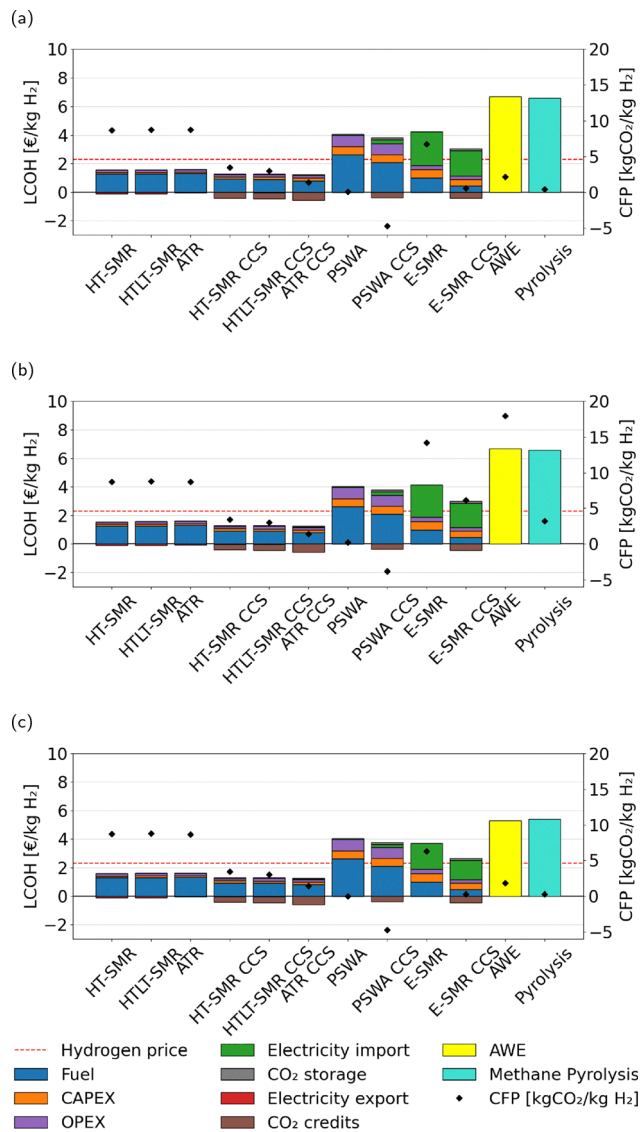 (a)
10
8
6
4
2
0
−2
LCOH [€/kg H₂]
20
15
10
5
0
−5
CFP [kgCO₂/kg H₂]
HT-SMR
HTLT-SMR
ATR
HT-SMR CCS
HTLT-SMR CCS
ATR CCS
PSWA
PSWA CCS
E-SMR
E-SMR CCS
AWE
Pyrolysis
(b)
10
8
6
4
2
0
−2
LCOH [€/kg H₂]
20
15
10
5
0
−5
CFP [kgCO₂/kg H₂]
HT-SMR
HTLT-SMR
ATR
HT-SMR CCS
HTLT-SMR CCS
ATR CCS
PSWA
PSWA CCS
E-SMR
E-SMR CCS
AWE
Pyrolysis
(c)
10
8
6
4
2
0
−2
LCOH [€/kg H₂]
20
15
10
5
0
−5
CFP [kgCO₂/kg H₂]
HT-SMR
HTLT-SMR
ATR
HT-SMR CCS
HTLT-SMR CCS
ATR CCS
PSWA
PSWA CCS
E-SMR
E-SMR CCS
AWE
Pyrolysis
Hydrogen price
Fuel
CAPEX
OPEX
Electricity import
CO₂ storage
Electricity export
CO₂ credits
AWE
Methane Pyrolysis
CFP [kgCO₂/kg H₂]